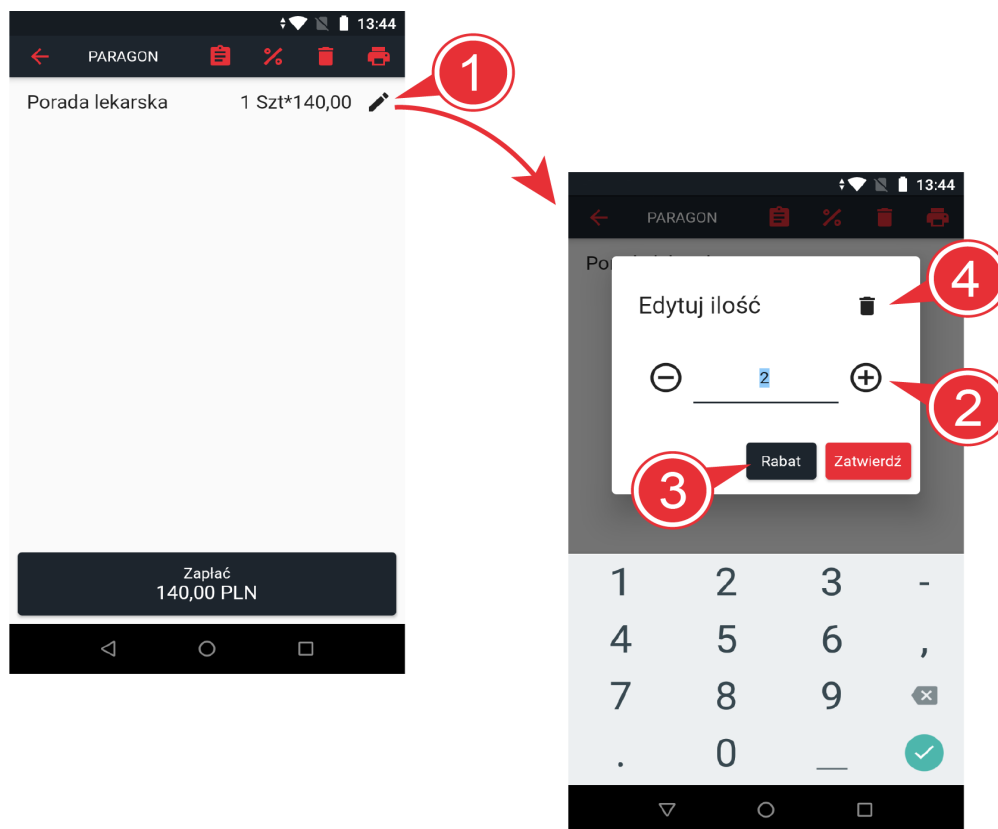 13:44
PARAGON
Porada lekarska 1 Szt*140,00
1
Zapłać
140,00 PLN
13:44
PARAGON
Po
4
Edytuj ilość
2
2
Rabat Zatwierdź
3
1 2 3 -
4 5 6 ,
7 8 9
. 0 _